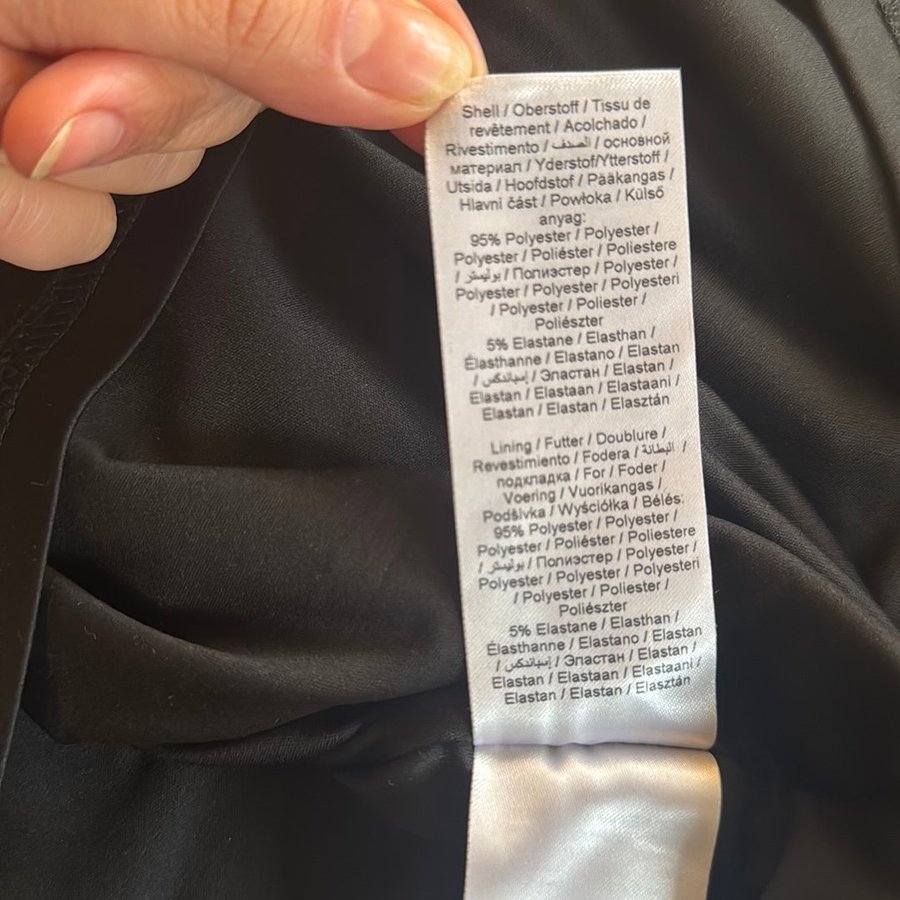 Shell / Oberstoff / Tissu de
revêtement / Acolchado /
Rivestimento / الصدف / основной
материал / Yderstof/Ytterstoff /
Utsida / Hoofdstof / Pääkangas /
Hlavní část / Powłoka / Külső
anyag:
95% Polyester / Polyester /
Polyester / Poliéster / Poliestere
/ بوليستر / Полиэстер / Polyester /
Polyester / Polyester / Polyesteri
/ Polyester / Poliester /
Poliészter
5% Elastane / Elasthan /
Élasthanne / Elastano / Elastan
/ إسباندكس / Эластан / Elastan /
Elastan / Elastaan / Elastaani /
Elastan / Elastan / Elasztán
Lining / Futter / Doublure /
Revestimiento / Fodera / البطانة /
подкладка / For / Foder /
Voering / Vuorikangas /
Podšívka / Wyściółka / Bélés:
95% Polyester / Polyester /
Polyester / Poliéster / Poliestere
/ بوليستر / Полиэстер / Polyester /
Polyester / Polyester / Polyesteri
/ Polyester / Poliester /
Poliészter
5% Elastane / Elasthan /
Élasthanne / Elastano / Elastan
/ إسباندكس / Эластан / Elastan /
Elastan / Elastaan / Elastaani /
Elastan / Elastan / Elasztán